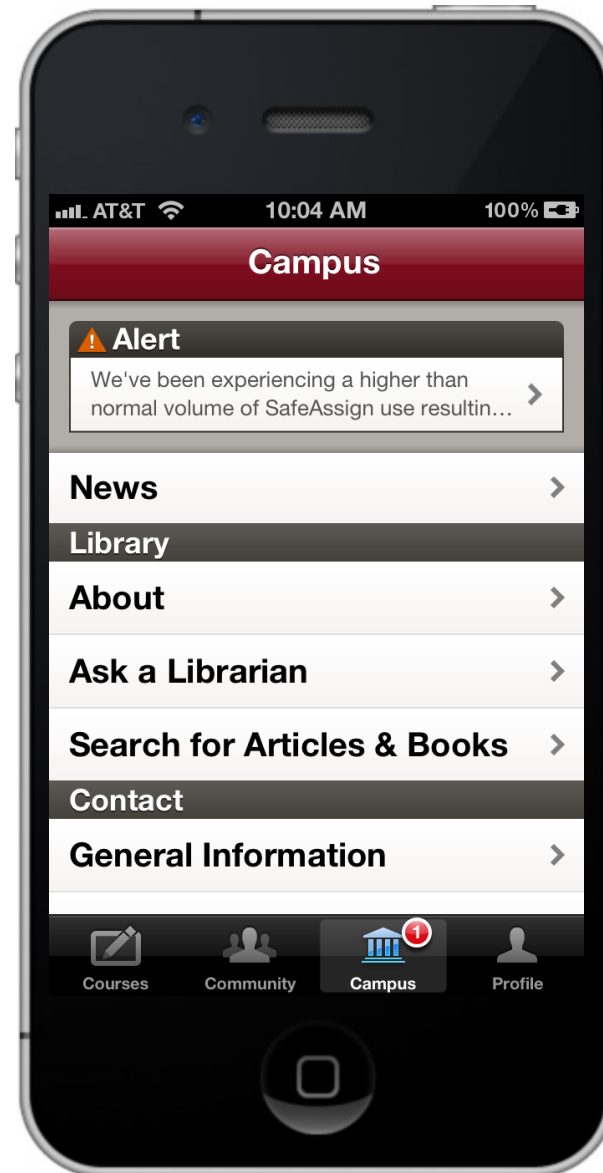 AT&T 10:04 AM 100%
Campus
Alert
We've been experiencing a higher than
normal volume of SafeAssign use resultin...
News
Library
About
Ask a Librarian
Search for Articles & Books
Contact
General Information
1
Courses Community Campus Profile